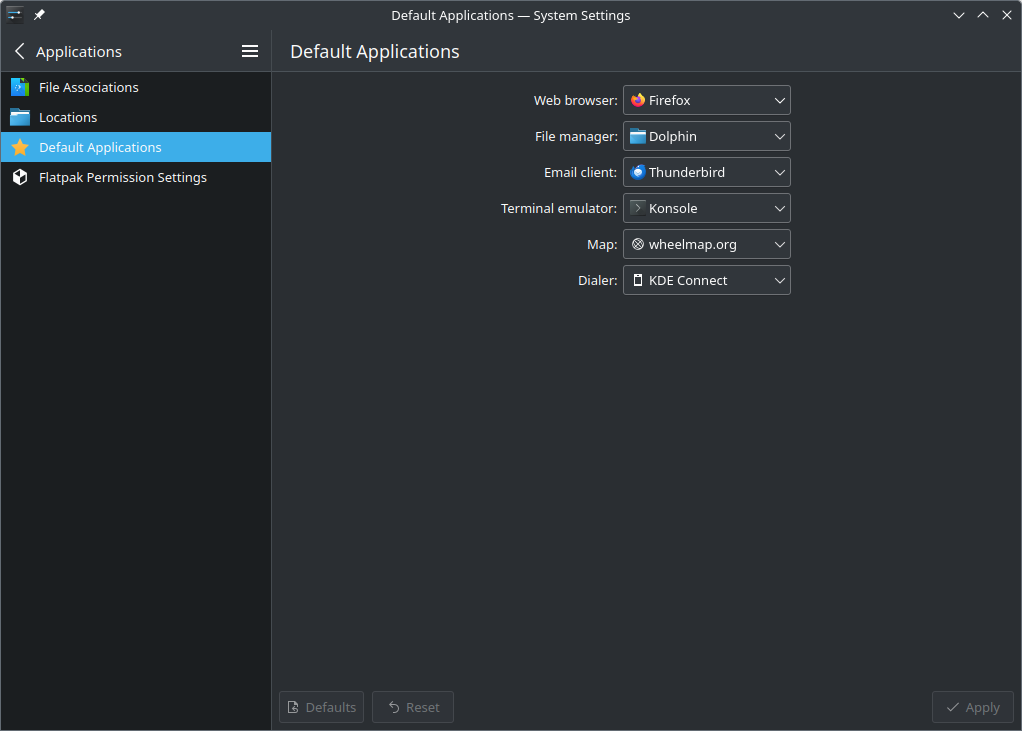 Default Applications — System Settings
Applications
Default Applications
File Associations
Locations
Default Applications
Flatpak Permission Settings
Web browser: Firefox
File manager: Dolphin
Email client: Thunderbird
Terminal emulator: Konsole
Map: wheelmap.org
Dialer: KDE Connect
Defaults
Reset
Apply